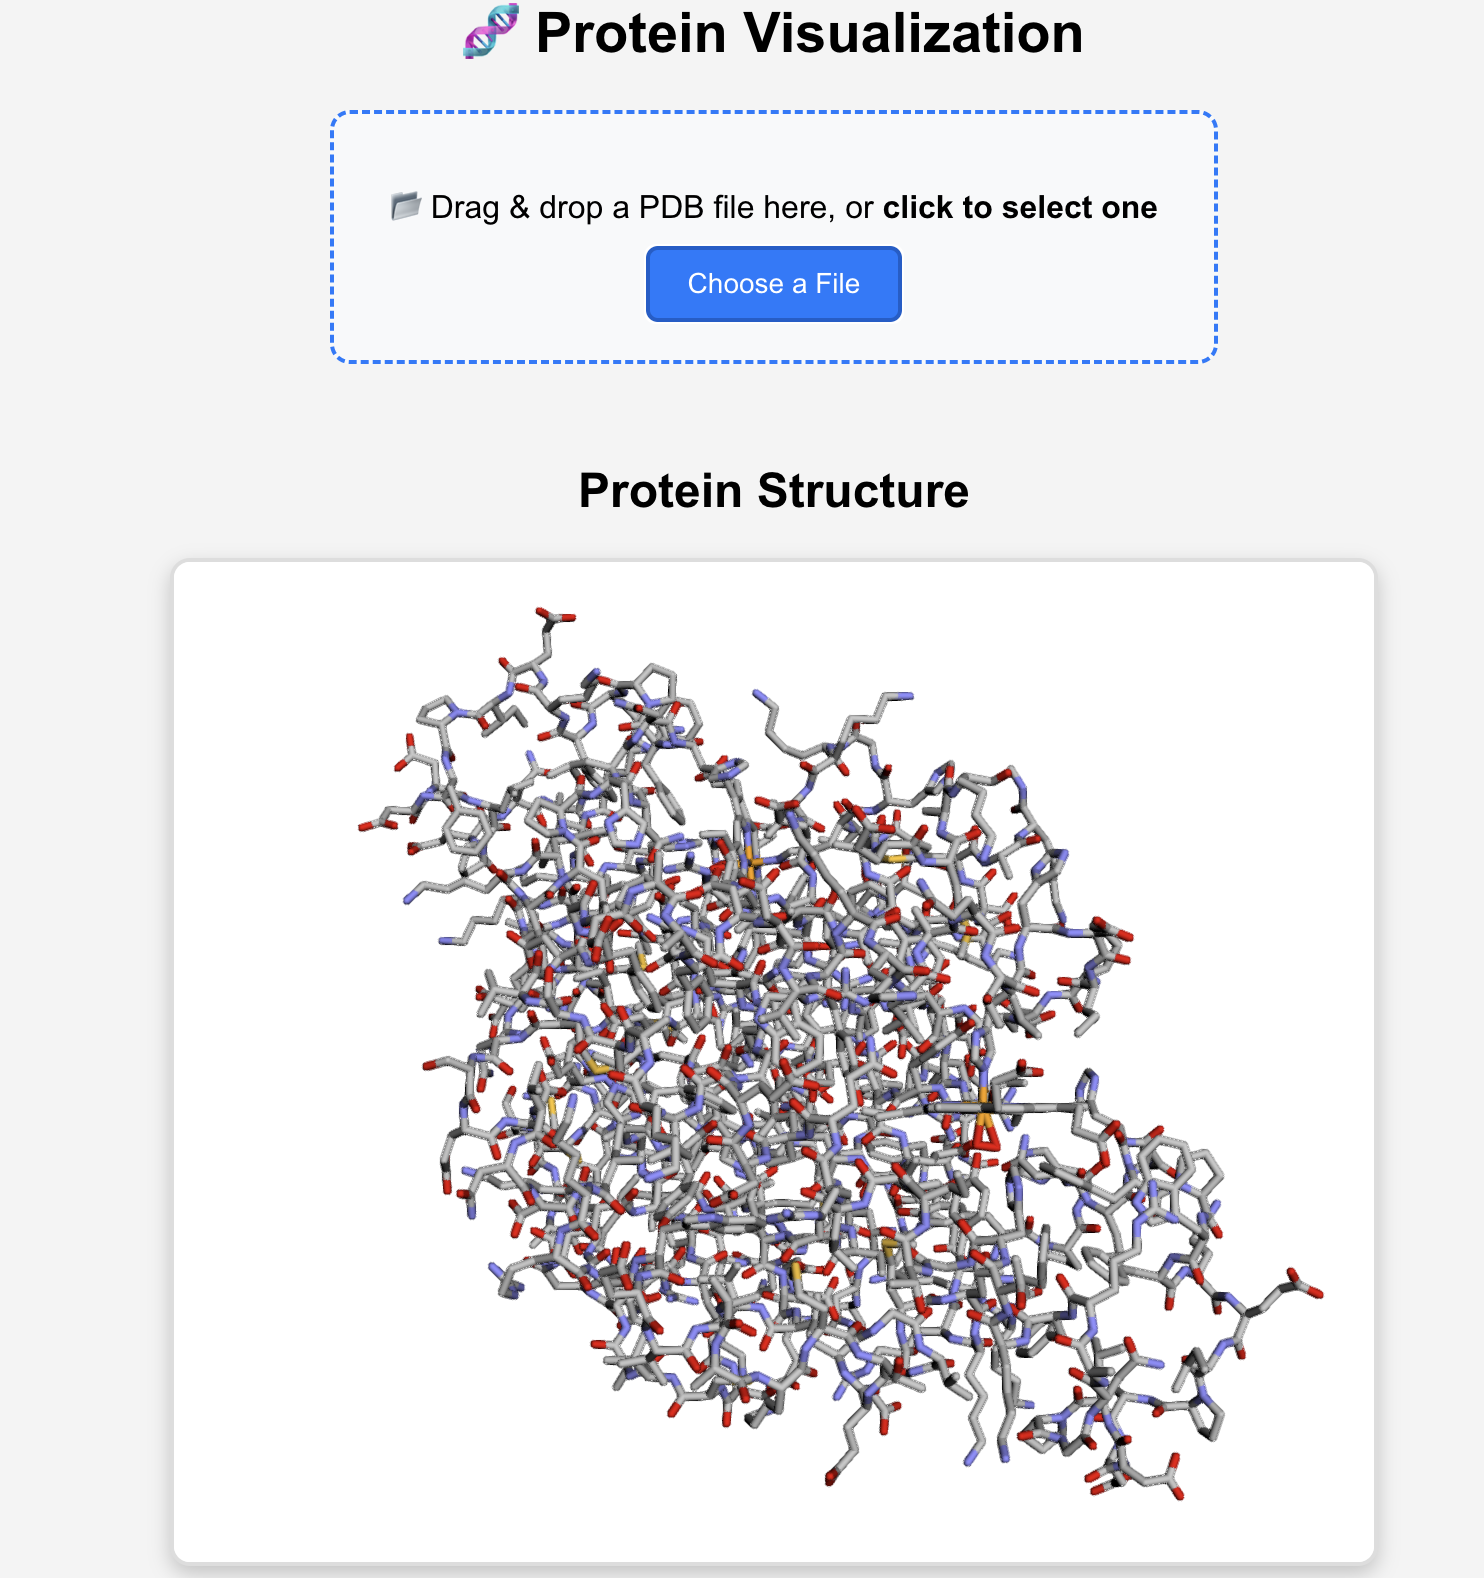 Protein Visualization
Drag & drop a PDB file here, or click to select one
Choose a File
Protein Structure